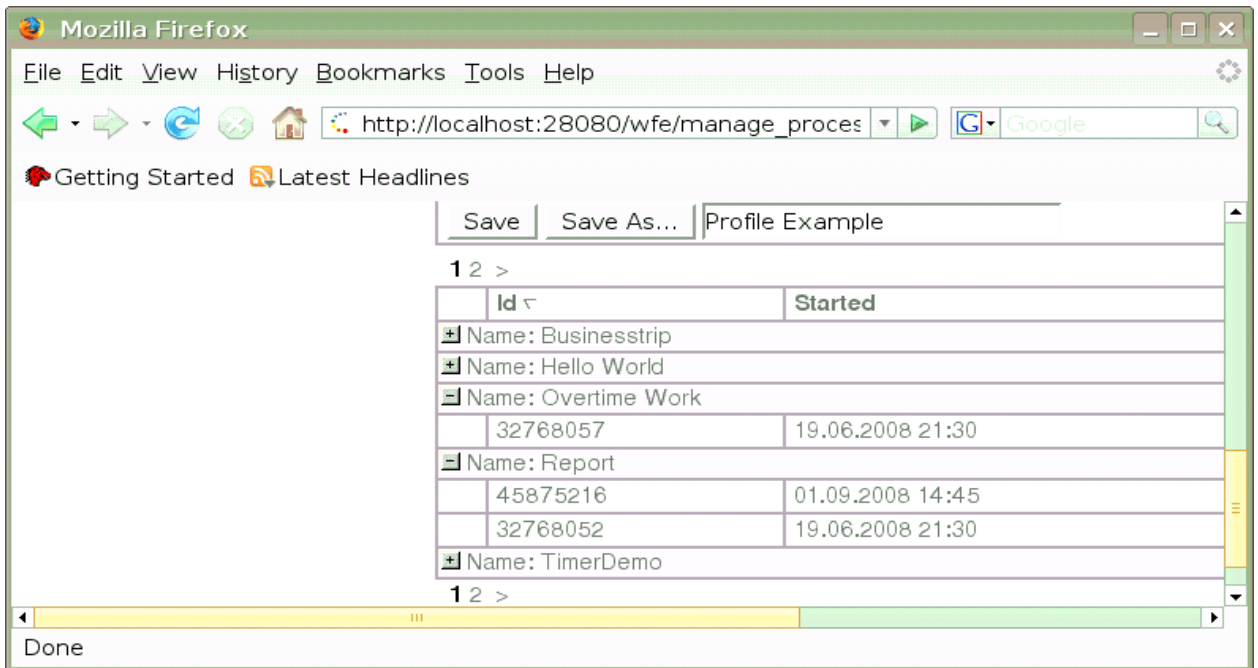 Mozilla Firefox
File Edit View History Bookmarks Tools Help
http://localhost:28080/wfe/manage_proces G Google
Getting Started Latest Headlines
Save Save As... Profile Example
1 2 >
Id Started
Name: Businesstrip
Name: Hello World
Name: Overtime Work
32768057 19.06.2008 21:30
Name: Report
45875216 01.09.2008 14:45
32768052 19.06.2008 21:30
Name: TimerDemo
1 2 >
Done